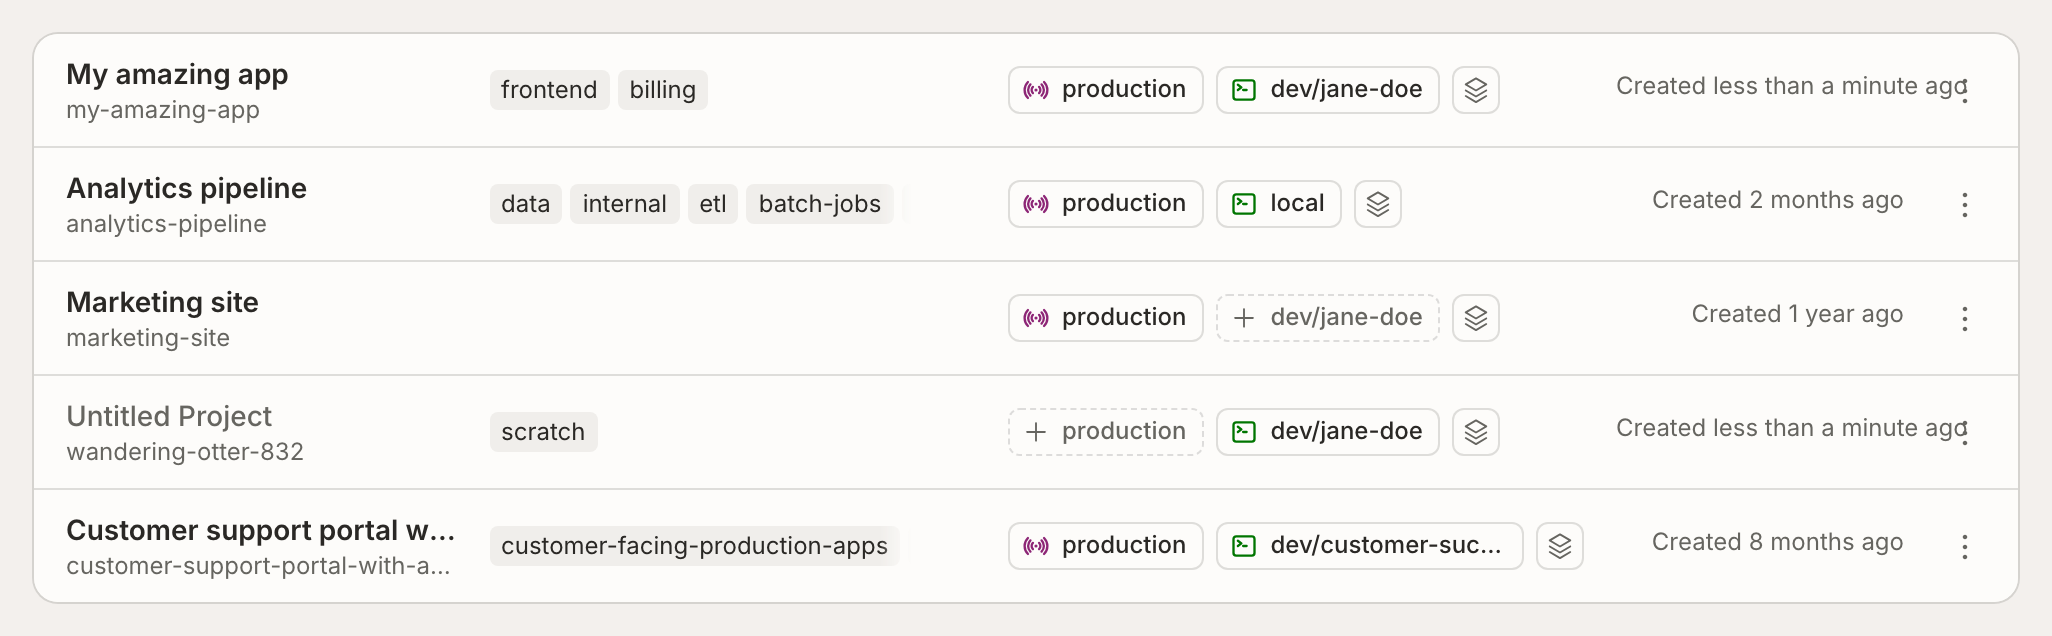 My amazing app
my-amazing-app
frontend billing
production dev/jane-doe
Created less than a minute ago
Analytics pipeline
analytics-pipeline
data internal etl batch-jobs
production local
Created 2 months ago
Marketing site
marketing-site
production dev/jane-doe
Created 1 year ago
Untitled Project
wandering-otter-832
scratch
production dev/jane-doe
Created less than a minute ago
Customer support portal w...
customer-support-portal-with-a...
customer-facing-production-apps
production dev/customer-suc...
Created 8 months ago